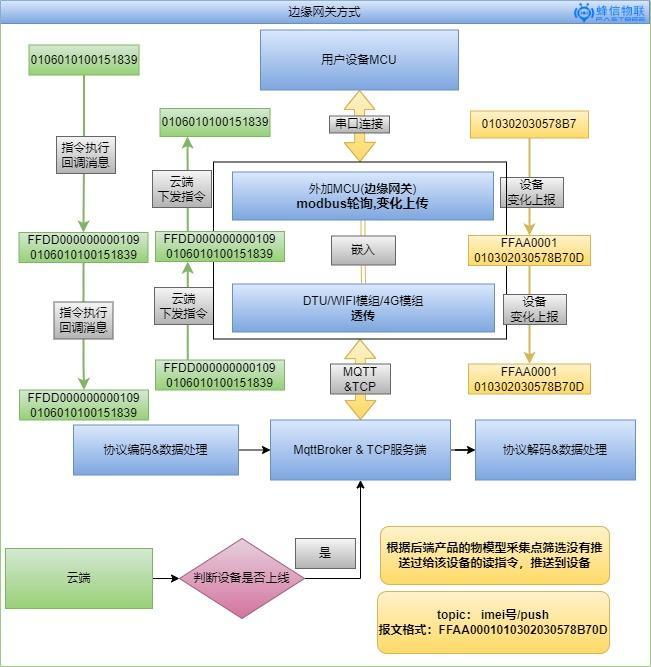 边缘网关方式
蜂信物联
FASTBEE
0106010100151839
用户设备MCU
0106010100151839
010302030578B7
串口连接
指令执行
回调消息
云端
下发指令
外加MCU(边缘网关)
modbus轮询,变化上传
设备
变化上报
FFDD000000000109
0106010100151839
FFDD000000000109
0106010100151839
嵌入
FFAA0001
010302030578B70D
指令执行
回调消息
云端
下发指令
DTU/WIFI模组/4G模组
透传
设备
变化上报
FFDD000000000109
0106010100151839
FFDD000000000109
0106010100151839
MQTT
&TCP
FFAA0001
010302030578B70D
协议编码&数据处理
MqttBroker & TCP服务端
协议解码&数据处理
云端
判断设备是否上线
是
根据后端产品的物模型采集点筛选没有推
送过给该设备的读指令，推送到设备
topic： imei号/push
报文格式：FFAA0001010302030578B70D